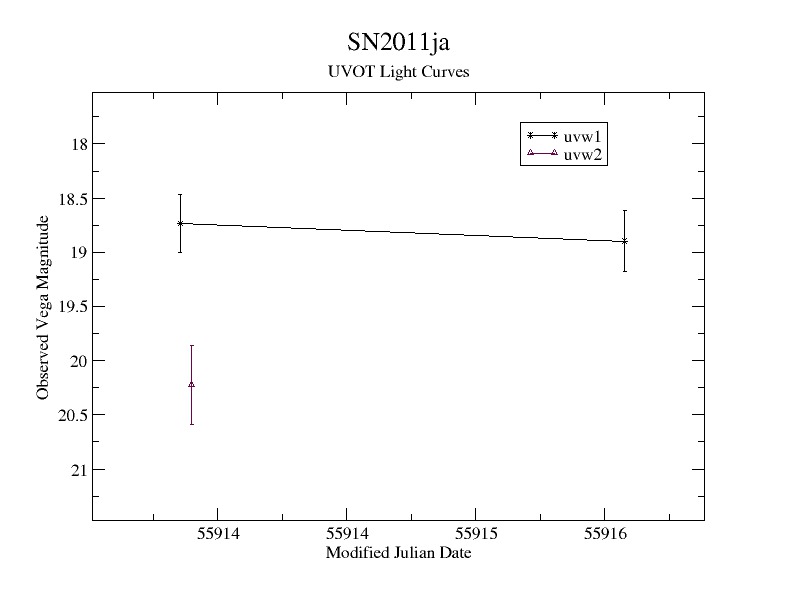 SN2011ja
UVOT Light Curves
uvw1
uvw2
18
18.5
19
19.5
20
20.5
21
Observed Vega Magnitude
55914 55914 55915 55916
Modified Julian Date